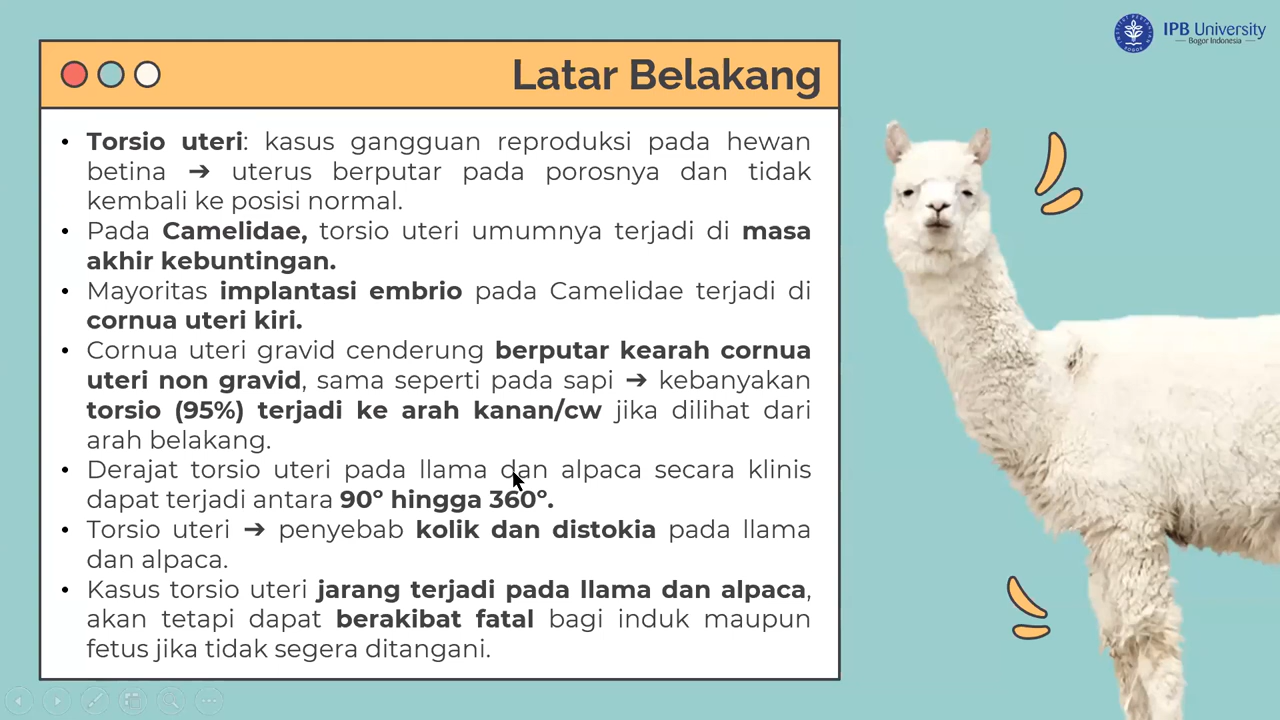 IPB University
Bogor Indonesia
Latar Belakang
• Torsio uteri: kasus gangguan reproduksi pada hewan
betina ➔ uterus berputar pada porosnya dan tidak
kembali ke posisi normal.
• Pada Camelidae, torsio uteri umumnya terjadi di masa
akhir kebuntingan.
• Mayoritas implantasi embrio pada Camelidae terjadi di
cornua uteri kiri.
• Cornua uteri gravid cenderung berputar kearah cornua
uteri non gravid, sama seperti pada sapi ➔ kebanyakan
torsio (95%) terjadi ke arah kanan/cw jika dilihat dari
arah belakang.
• Derajat torsio uteri pada llama dan alpaca secara klinis
dapat terjadi antara 90º hingga 360º.
• Torsio uteri ➔ penyebab kolik dan distokia pada llama
dan alpaca.
• Kasus torsio uteri jarang terjadi pada llama dan alpaca,
akan tetapi dapat berakibat fatal bagi induk maupun
fetus jika tidak segera ditangani.